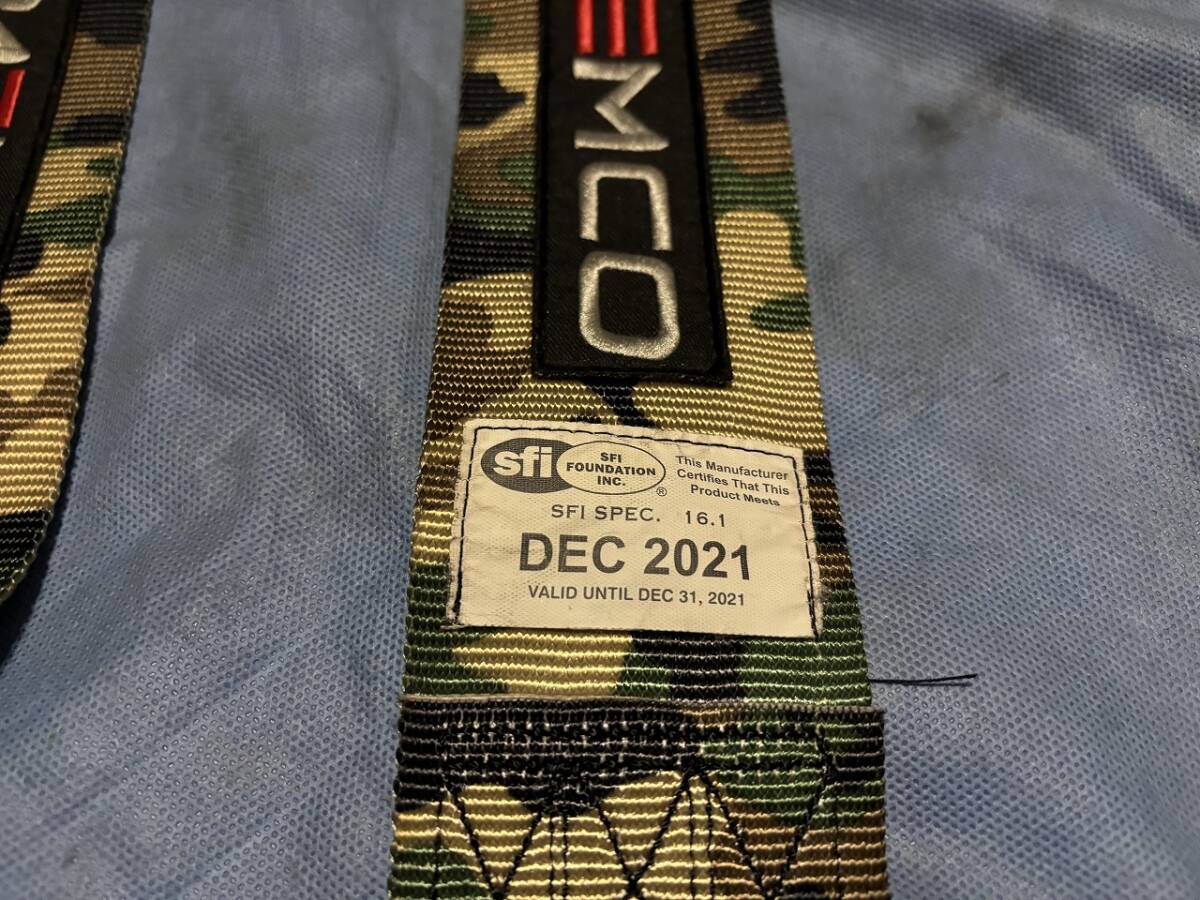 EMCO
sfi
SFI
FOUNDATION
INC.
®
This Manufacturer
Certifies That This
Product Meets
SFI SPEC. 16.1
DEC 2021
VALID UNTIL DEC 31, 2021